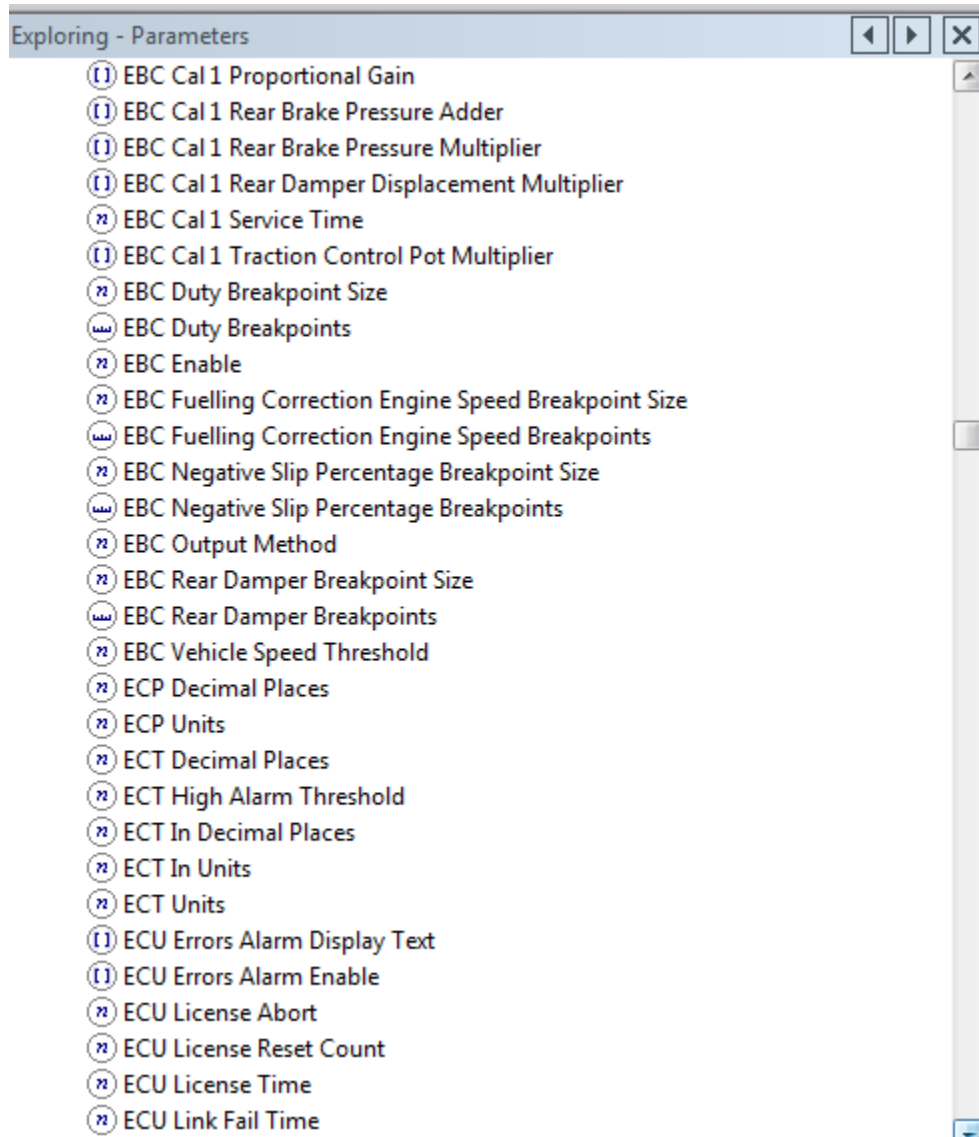 Exploring - Parameters
EBC Cal 1 Proportional Gain
EBC Cal 1 Rear Brake Pressure Adder
EBC Cal 1 Rear Brake Pressure Multiplier
EBC Cal 1 Rear Damper Displacement Multiplier
EBC Cal 1 Service Time
EBC Cal 1 Traction Control Pot Multiplier
EBC Duty Breakpoint Size
EBC Duty Breakpoints
EBC Enable
EBC Fuelling Correction Engine Speed Breakpoint Size
EBC Fuelling Correction Engine Speed Breakpoints
EBC Negative Slip Percentage Breakpoint Size
EBC Negative Slip Percentage Breakpoints
EBC Output Method
EBC Rear Damper Breakpoint Size
EBC Rear Damper Breakpoints
EBC Vehicle Speed Threshold
ECP Decimal Places
ECP Units
ECT Decimal Places
ECT High Alarm Threshold
ECT In Decimal Places
ECT In Units
ECT Units
ECU Errors Alarm Display Text
ECU Errors Alarm Enable
ECU License Abort
ECU License Reset Count
ECU License Time
ECU Link Fail Time